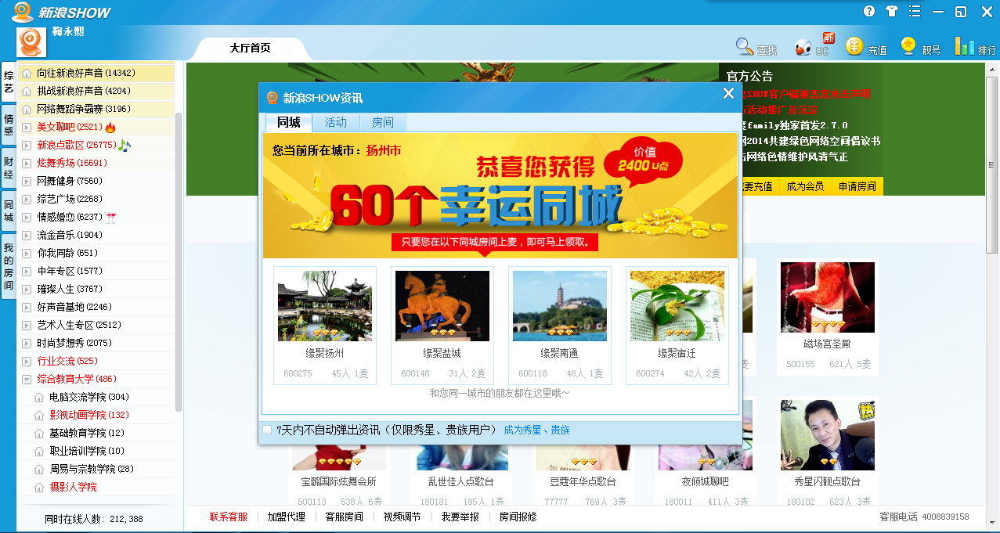 新浪SHOW
鞠永熙
大厅首页
查找
UC
新
充值
靓号
排行
综艺
情感
财经
同城
我的房间
向往新浪好声音(14342)
挑战新浪好声音(4204)
网络舞蹈争霸赛(3196)
美女聊吧(2521)
新浪点歌区(26775)
炫舞秀场(16691)
网舞健身(7560)
综艺广场(2268)
情感婚恋(6237)
流金音乐(1904)
你我同龄(651)
中年专区(1577)
璀璨人生(3767)
好声音基地(2246)
艺术人生专区(2512)
时尚梦想秀(2075)
行业交流(525)
综合教育大学(486)
电脑交流学院(304)
影视动画学院(132)
基础教育学院(12)
职业培训学院(10)
周易与宗教学院(28)
摄影人学院
同时在线人数: 212,388
官方公告
SHOW客户端被恶意攻击声明
活动推广及沉迷
family独家首发2.7.0
2014共建绿色网络空间倡议书
网络色情维护风清气正
要充值
成为会员
申请房间
新浪SHOW资讯
同城
活动
房间
您当前所在城市：扬州市
恭喜您获得
价值
2400 U点
60个幸运同城
只要您在以下同城房间上麦，即可马上领取。
缘聚扬州
600275 45人 1麦
缘聚盐城
600148 31人 2麦
缘聚南通
600118 48人 1麦
缘聚宿迁
600274 42人 2麦
和您同一城市的朋友都在这里哦～
7天内不自动弹出资讯（仅限秀星、贵族用户） 成为秀星、贵族
麦
磁场宫圣殿
500155 621人 5麦
热
宝璐国际炫舞会所
500113 538人 6麦
乱世佳人点歌台
180181 185人 1麦
豆蔻年华点歌台
77777 769人 3麦
夜倾城聊吧
180011 411人 3麦
秀星闪靓点歌台
180102 623人 3麦
联系客服
加盟代理
客服房间
视频调节
我要举报
房间报修
客服电话 4008839158